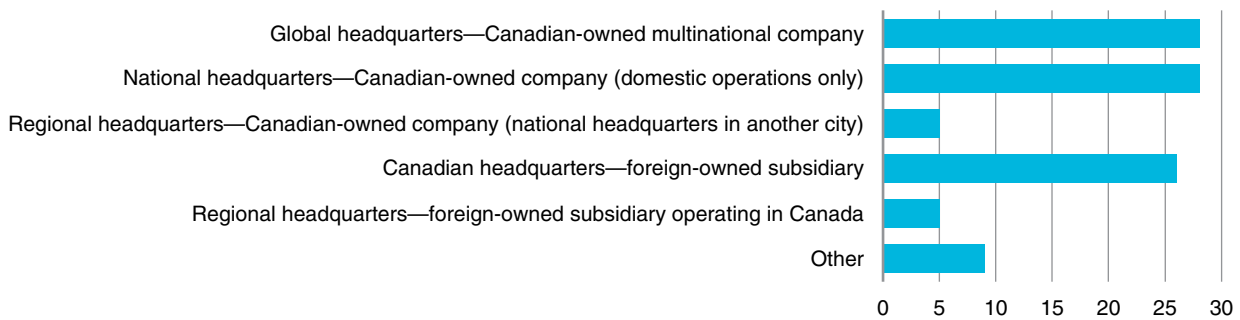 Global headquarters—Canadian-owned multinational company
National headquarters—Canadian-owned company (domestic operations only)
Regional headquarters—Canadian-owned company (national headquarters in another city)
Canadian headquarters—foreign-owned subsidiary
Regional headquarters—foreign-owned subsidiary operating in Canada
Other
0 5 10 15 20 25 30